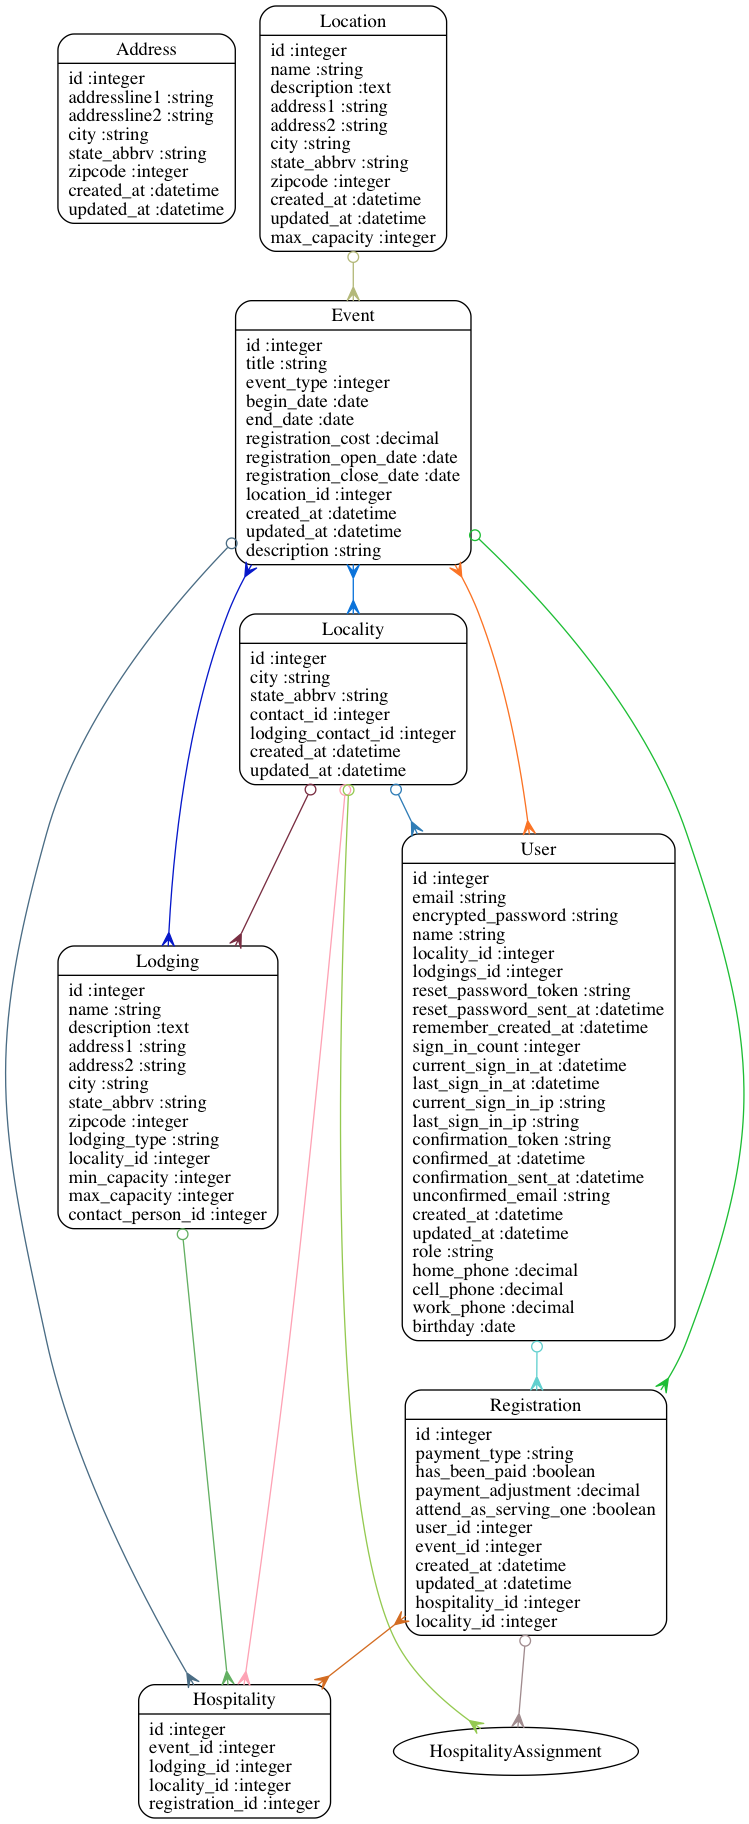 Address
id :integer
addressline1 :string
addressline2 :string
city :string
state_abbrv :string
zipcode :integer
created_at :datetime
updated_at :datetime
Location
id :integer
name :string
description :text
address1 :string
address2 :string
city :string
state_abbrv :string
zipcode :integer
created_at :datetime
updated_at :datetime
max_capacity :integer
Event
id :integer
title :string
event_type :integer
begin_date :date
end_date :date
registration_cost :decimal
registration_open_date :date
registration_close_date :date
location_id :integer
created_at :datetime
updated_at :datetime
description :string
Locality
id :integer
city :string
state_abbrv :string
contact_id :integer
lodging_contact_id :integer
created_at :datetime
updated_at :datetime
User
id :integer
email :string
encrypted_password :string
name :string
locality_id :integer
lodgings_id :integer
reset_password_token :string
reset_password_sent_at :datetime
remember_created_at :datetime
sign_in_count :integer
current_sign_in_at :datetime
last_sign_in_at :datetime
current_sign_in_ip :string
last_sign_in_ip :string
confirmation_token :string
confirmed_at :datetime
confirmation_sent_at :datetime
unconfirmed_email :string
created_at :datetime
updated_at :datetime
role :string
home_phone :decimal
cell_phone :decimal
work_phone :decimal
birthday :date
Lodging
id :integer
name :string
description :text
address1 :string
address2 :string
city :string
state_abbrv :string
zipcode :integer
lodging_type :string
locality_id :integer
min_capacity :integer
max_capacity :integer
contact_person_id :integer
Registration
id :integer
payment_type :string
has_been_paid :boolean
payment_adjustment :decimal
attend_as_serving_one :boolean
user_id :integer
event_id :integer
created_at :datetime
updated_at :datetime
hospitality_id :integer
locality_id :integer
Hospitality
id :integer
event_id :integer
lodging_id :integer
locality_id :integer
registration_id :integer
HospitalityAssignment